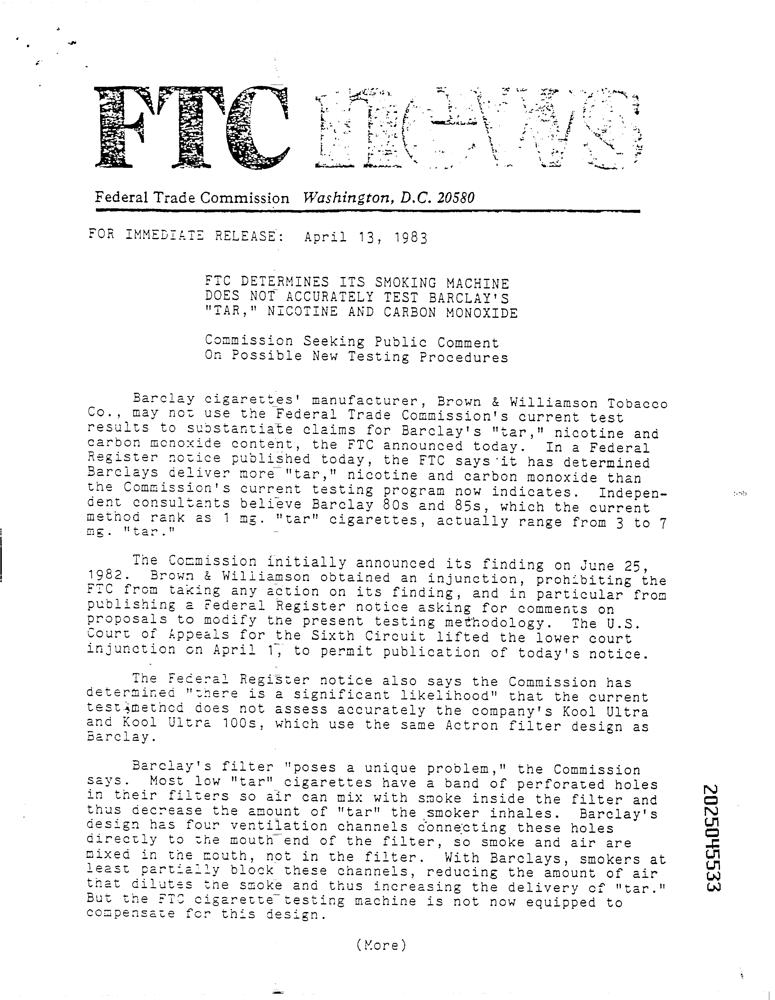 FTC news
Federal Trade Commission Washington, D.C. 20580
FOR IMMEDIATE RELEASE: April 13, 1983
FTC DETERMINES ITS SMOKING MACHINE
DOES NOT ACCURATELY TEST BARCLAY'S
"TAR," NICOTINE AND CARBON MONOXIDE
Commission Seeking Public Comment
On Possible New Testing Procedures
Barclay cigarettes' manufacturer, Brown & Williamson Tobacco
Co., may not use the Federal Trade Commission's current test
results to substantiate claims for Barclay's "tar," nicotine and
carbon monoxide content, the FTC announced today. In a Federal
Register notice published today, the FTC says it has determined
Barclays deliver more "tar," nicotine and carbon monoxide than
the Commission's current testing program now indicates. Indepen-
dent consultants believe Barclay 80s and 85s, which the current
method rank as 1 mg. "tar" cigarettes, actually range from 3 to 7
mg. "tar."
The Commission initially announced its finding on June 25,
1982. Brown & Williamson obtained an injunction, prohibiting the
FTC from taking any action on its finding, and in particular from
publishing a Federal Register notice asking for comments on
proposals to modify the present testing methodology. The U.S.
Court of Appeals for the Sixth Circuit lifted the lower court
injunction on April 1, to permit publication of today's notice.
The Federal Register notice also says the Commission has
determined "there is a significant likelihood" that the current
test method does not assess accurately the company's Kool Ultra
and Kool Ultra 100s, which use the same Actron filter design as
Barclay.
Barclay's filter "poses a unique problem," the Commission
says. Most low "tar" cigarettes have a band of perforated holes
in their filters so air can mix with smoke inside the filter and
thus decrease the amount of "tar" the smoker inhales. Barclay's
design has four ventilation channels connecting these holes
directly to the mouth end of the filter, so smoke and air are
mixed in the mouth, not in the filter. With Barclays, smokers at
least partially block these channels, reducing the amount of air
that dilutes the smoke and thus increasing the delivery of "tar."
But the FTC cigarette testing machine is not now equipped to
compensate for this design.
(More)
2025045533